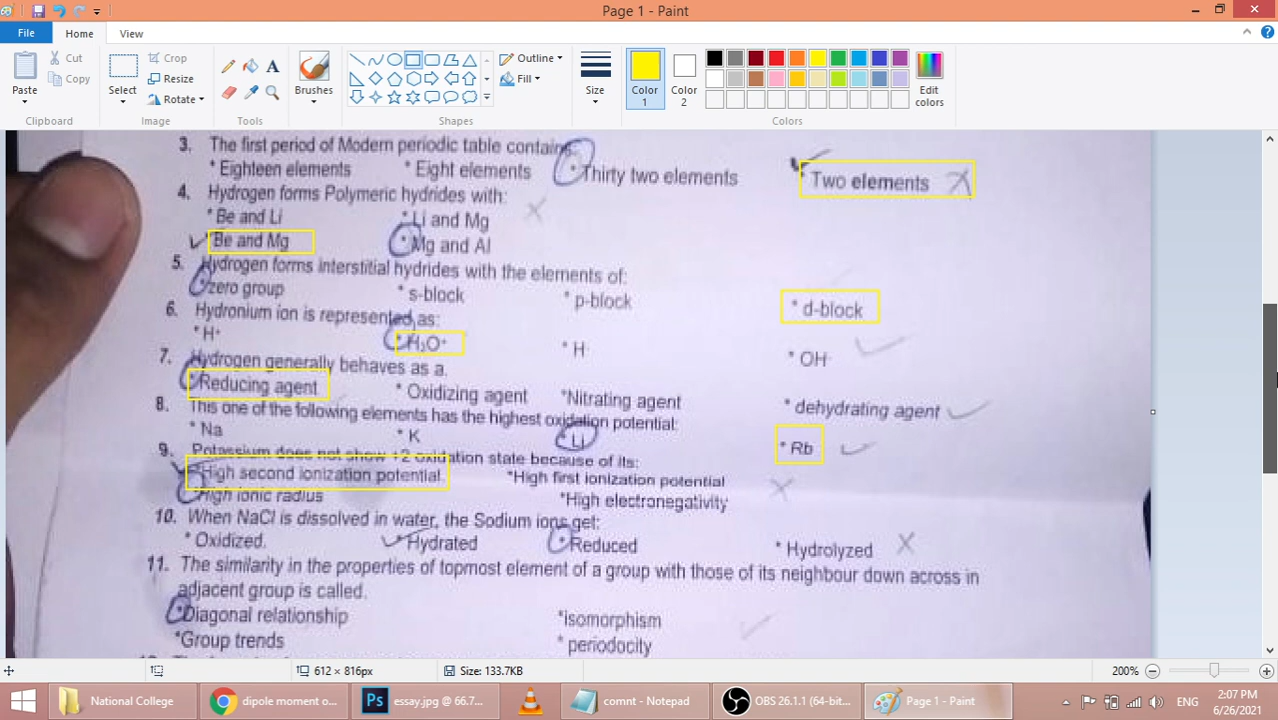 Page 1 - Paint
File Home View
Paste Cut Copy Clipboard
Select Crop Resize Rotate Image
Tools
Brushes
Outline Fill Shapes
Size
Color 1 Color 2 Edit colors Colors
3. The first period of Modern periodic table contains
* Eighteen elements * Eight elements * Thirty two elements * Two elements
4. Hydrogen forms Polymeric hydrides with:
* Be and Li * Li and Mg
* Be and Mg * Mg and Al
5. Hydrogen forms interstitial hydrides with the elements of:
* zero group * s-block * p-block * d-block
6. Hydronium ion is represented as:
* H⁺ * H₃O⁺ * H * OH
7. Hydrogen generally behaves as a.
* Reducing agent * Oxidizing agent *Nitrating agent * dehydrating agent
8. This one of the following elements has the highest oxidation potential:
* Na * K * Li * Rb
9. Potassium does not show +2 oxidation state because of its:
* High second ionization potential. *High first ionization potential
* High ionic radius *High electronegativity
10. When NaCl is dissolved in water, the Sodium ions get:
* Oxidized. * Hydrated * Reduced * Hydrolyzed
11. The similarity in the properties of topmost element of a group with those of its neighbour down across in
adjacent group is called.
* Diagonal relationship *isomorphism
*Group trends * periodocity
612 × 816px Size: 133.7KB 200%
National College dipole moment o... essay.jpg @ 66.7... comnt - Notepad OBS 26.1.1 (64-bit... Page 1 - Paint ENG 2:07 PM
6/26/2021